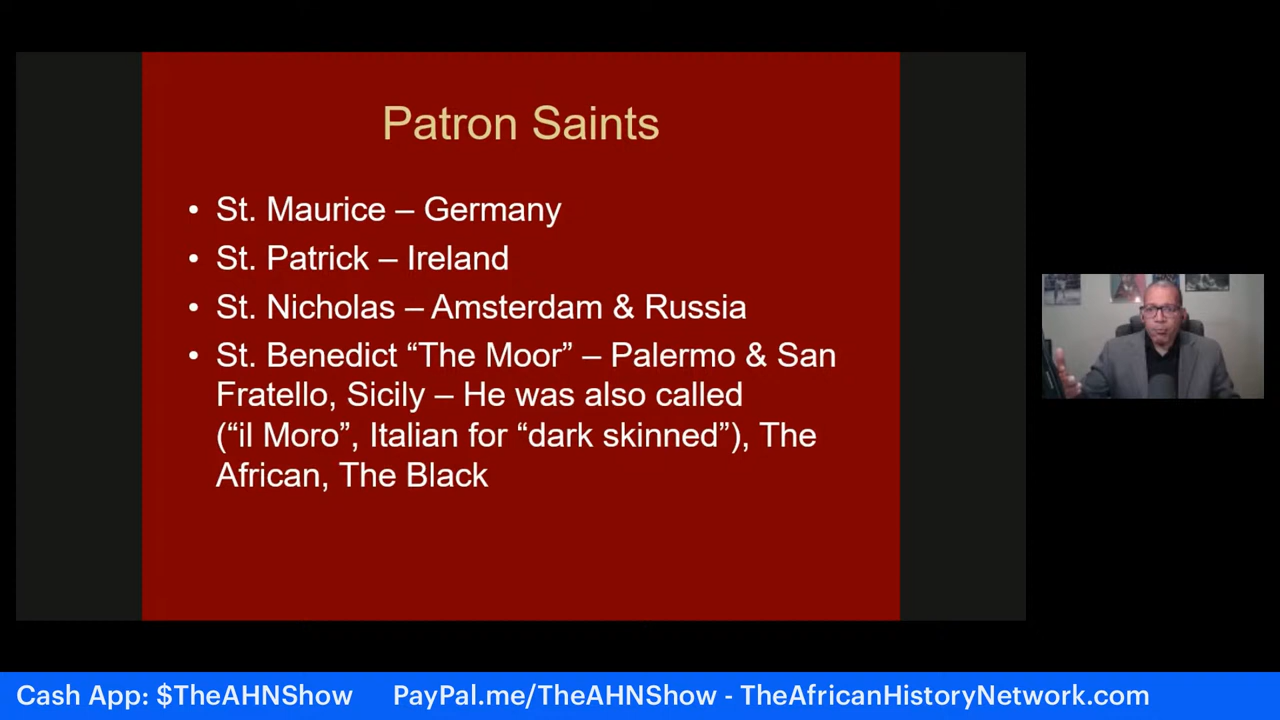 Patron Saints
• St. Maurice – Germany
• St. Patrick – Ireland
• St. Nicholas – Amsterdam & Russia
• St. Benedict “The Moor” – Palermo & San
Fratello, Sicily – He was also called
(“il Moro”, Italian for “dark skinned”), The
African, The Black
Cash App: $TheAHNShow PayPal.me/TheAHNShow - TheAfricanHistoryNetwork.com